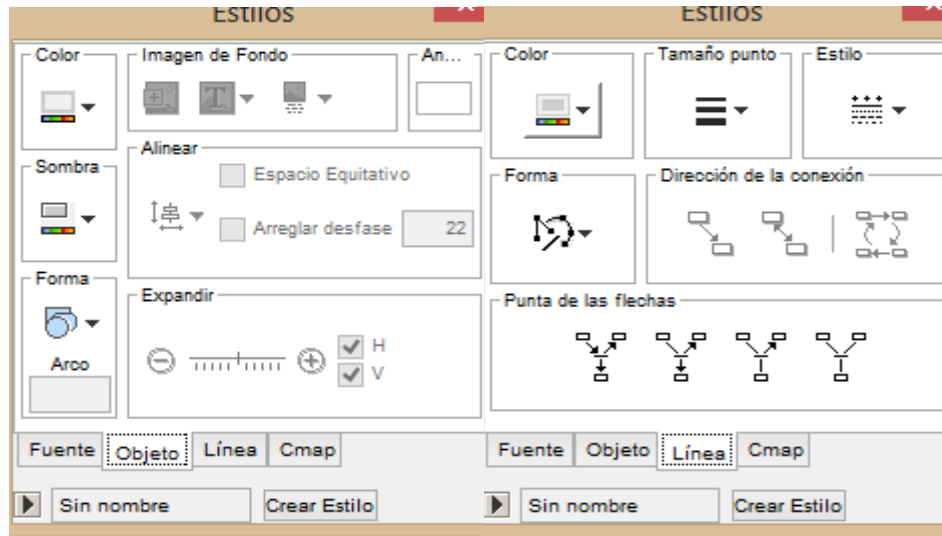 Estilos
Color
Imagen de Fondo
An...
Alinear
Espacio Equitativo
Sombra
Arreglar desfase 22
Forma
Expandir
H
Arco
V
Fuente Objeto Línea Cmap
Sin nombre Crear Estilo
Estilos
Color
Tamaño punto
Estilo
Forma
Dirección de la conexión
Punta de las flechas
Fuente Objeto Línea Cmap
Sin nombre Crear Estilo